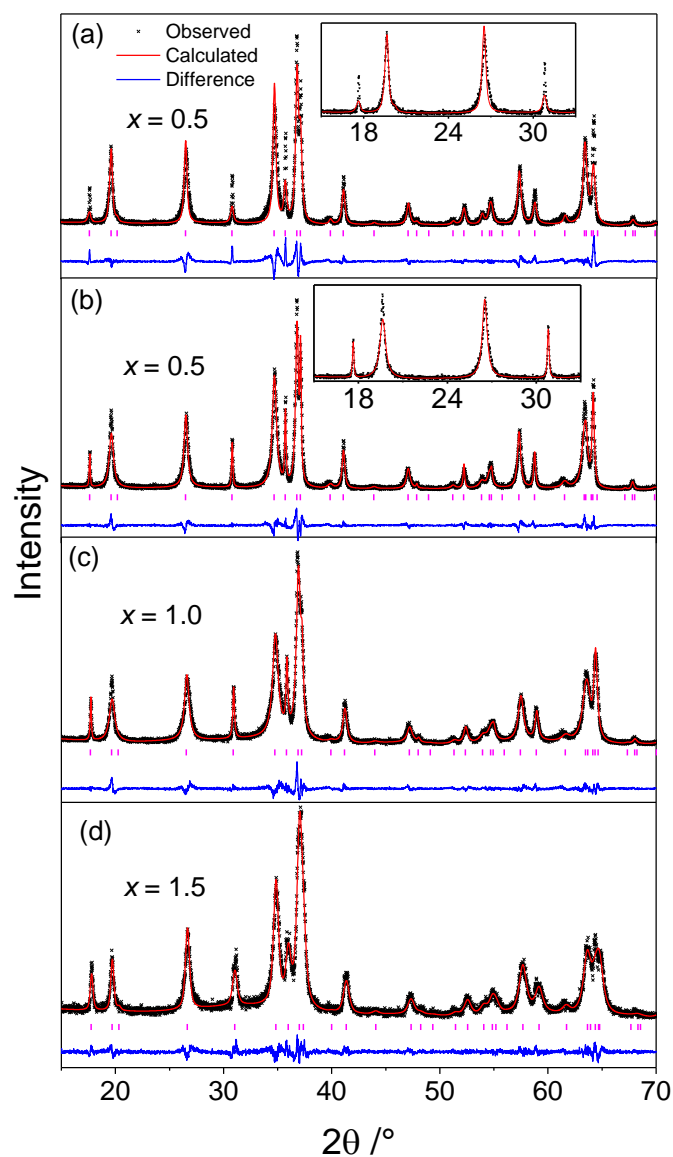 (a)
Observed
Calculated
Difference
x = 0.5
18 24 30
(b)
x = 0.5
18 24 30
(c)
x = 1.0
(d)
x = 1.5
Intensity
20 30 40 50 60 70
2θ /°